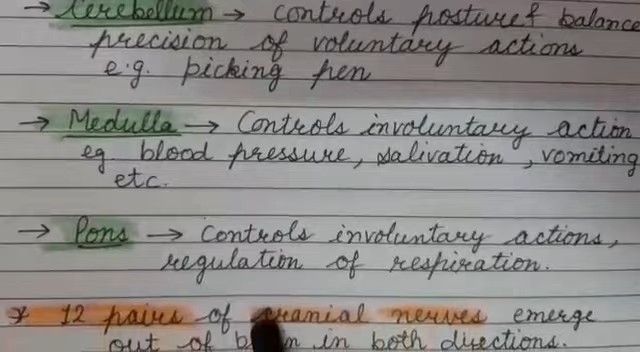 → Cerebellum → controls posture & balance
precision of voluntary actions
e.g. picking pen
→ Medulla → Controls involuntary action
eg. blood pressure, salivation, vomiting
etc.
→ Pons → controls involuntary actions,
regulation of respiration.
* 12 pairs of cranial nerves emerge
out of in both directions.